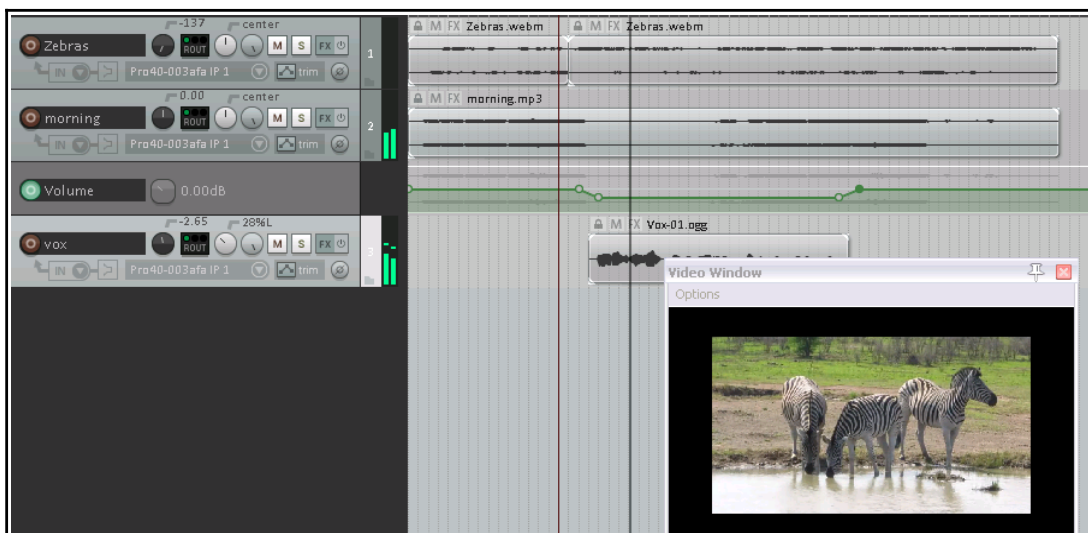 -137 center
Zebras ROUT M S FX
IN Pro40-003afa IP 1 trim
1
M FX Zebras.webm M FX Zebras.webm
0.00 center
morning ROUT M S FX
IN Pro40-003afa IP 1 trim
2
M FX morning.mp3
Volume 0.00dB
-2.65 28%L
vox ROUT M S FX
IN Pro40-003afa IP 1 trim
3
M FX Vox-01.ogg
Video Window
Options